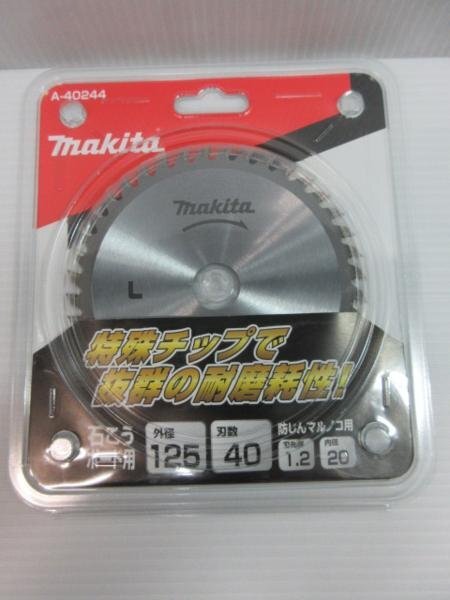 A-40244
makita
makita
L
特殊チップで
抜群の耐磨耗性!
石こう
ボード用
外径
125
刃数
40
防じんマルノコ用
刃先厚
1.2
内径
20